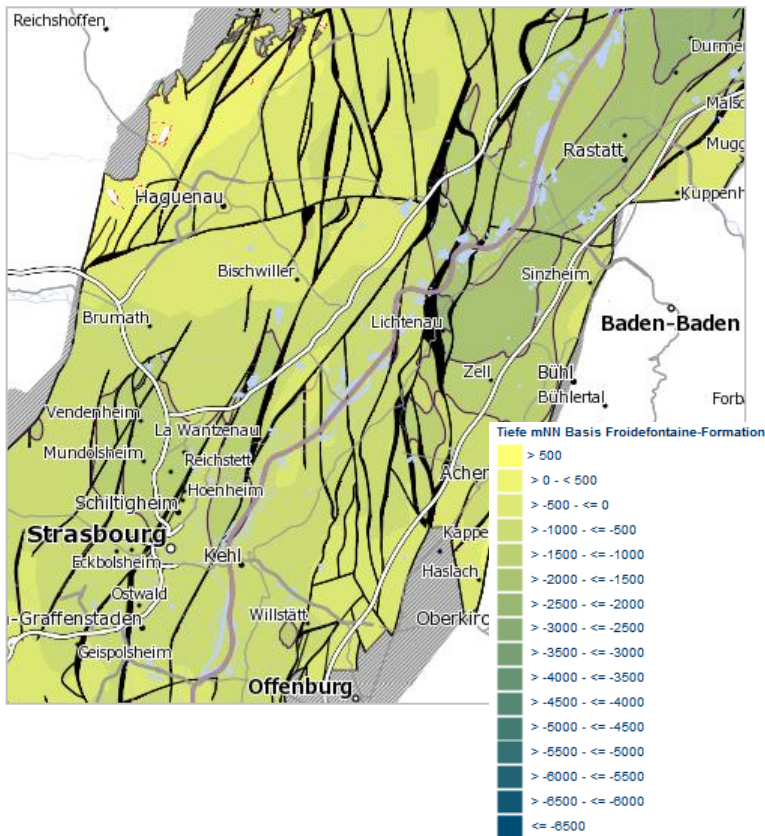 Reichshoffen
Durme
Malsc
Rastatt
Mugg
Haguenau
Kuppenh
Bischwiller
Sinzheim
Brumath
Lichtenau
Baden-Baden
Zell
Bühl
Bühlertal
Forb
Vendenheim
La Wantzenau
Mundolsheim
Reichstett
Hoenheim
Acher
Schiltigheim
Strasbourg
Kehl
Kappe
Eckbolsheim
Haslach
Ostwald
n-Graffenstaden
Willstätt
Oberkirc
Geispolsheim
Offenburg
Tiefe mNN Basis Froidefontaine-Formation
> 500
> 0 - < 500
> -500 - <= 0
> -1000 - <= -500
> -1500 - <= -1000
> -2000 - <= -1500
> -2500 - <= -2000
> -3000 - <= -2500
> -3500 - <= -3000
> -4000 - <= -3500
> -4500 - <= -4000
> -5000 - <= -4500
> -5500 - <= -5000
> -6000 - <= -5500
> -6500 - <= -6000
<= -6500